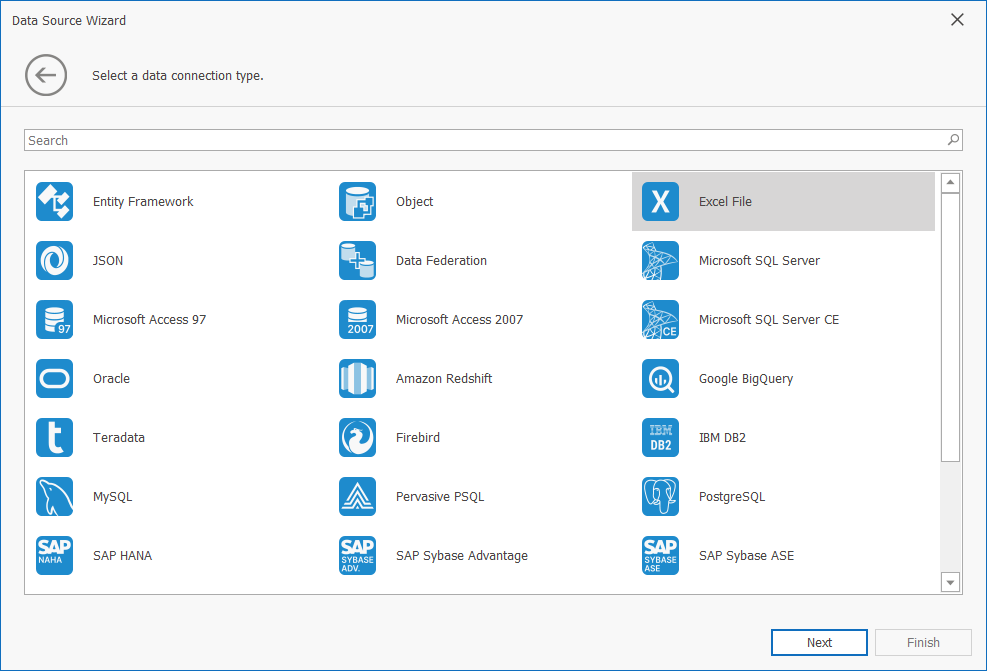 Data Source Wizard
Select a data connection type.
Search
Entity Framework
Object
X
Excel File
JSON
Data Federation
Microsoft SQL Server
97
Microsoft Access 97
2007
Microsoft Access 2007
CE
Microsoft SQL Server CE
Oracle
Amazon Redshift
Google BigQuery
t
Teradata
Firebird
IBM
DB2
IBM DB2
MySQL
Pervasive PSQL
PostgreSQL
SAP
NAHA
SAP HANA
SAP
SYBASE
ADV.
SAP Sybase Advantage
SAP
SYBASE
ASE
SAP Sybase ASE
Next
Finish